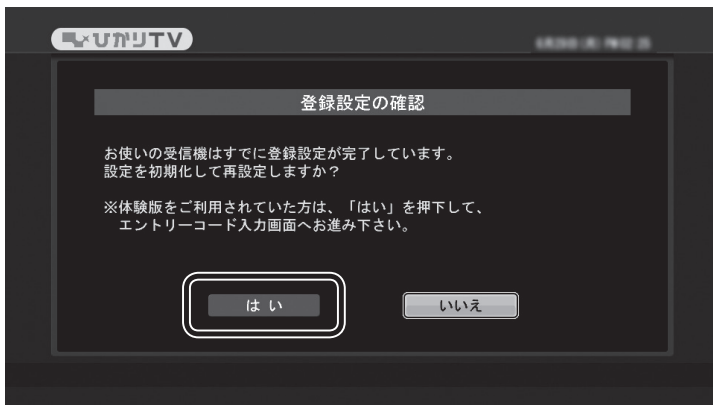 ひかりTV
登録設定の確認
お使いの受信機はすでに登録設定が完了しています。
設定を初期化して再設定しますか？
※体験版をご利用されていた方は、「はい」を押下して、
エントリーコード入力画面へお進み下さい。
はい
いいえ